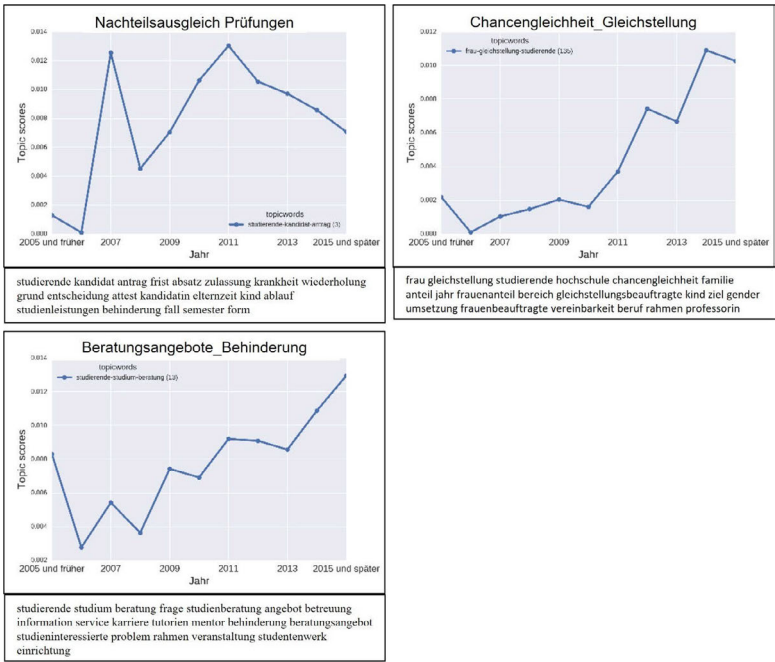 Nachteilsausgleich Prüfungen
0.014
0.012
0.010
0.008
0.006
0.004
0.002
0.000
Topic scores
topicwords
studierende-kandidat-antrag (3)
2005 und früher 2007 2009 2011 2013 2015 und später
Jahr
studierende kandidat antrag frist absatz zulassung krankheit wiederholung
grund entscheidung attest kandidatin elternzeit kind ablauf
studienleistungen behinderung fall semester form
Chancengleichheit_Gleichstellung
0.012
topicwords
frau-gleichstellung-studierende (135)
0.010
0.008
0.006
0.004
0.002
0.000
Topic scores
2005 und früher 2007 2009 2011 2013 2015 und später
Jahr
frau gleichstellung studierende hochschule chancengleichheit familie
anteil jahr frauenanteil bereich gleichstellungsbeauftragte kind ziel gender
umsetzung frauenbeauftragte vereinbarkeit beruf rahmen professorin
Beratungsangebote_Behinderung
0.014
topicwords
studierende-studium-beratung (13)
0.012
0.010
0.008
0.006
0.004
0.002
Topic scores
2005 und früher 2007 2009 2011 2013 2015 und später
Jahr
studierende studium beratung frage studienberatung angebot betreuung
information service karriere tutorien mentor behinderung beratungsangebot
studieninteressierte problem rahmen veranstaltung studentenwerk
einrichtung